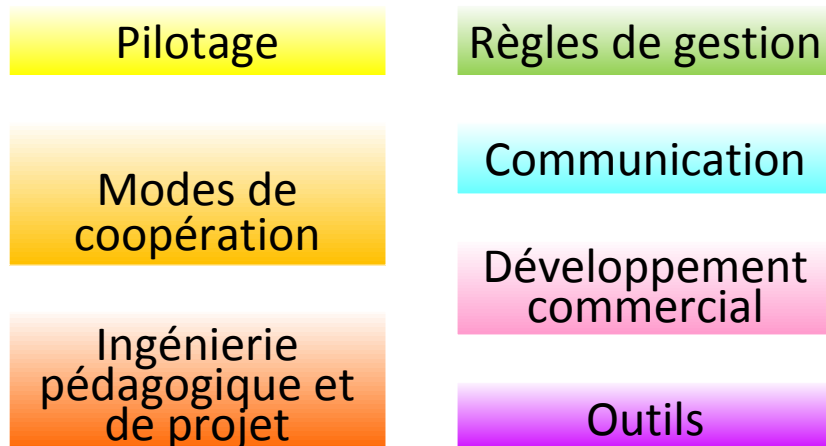 Pilotage
Modes de
coopération
Ingénierie
pédagogique et
de projet
Règles de gestion
Communication
Développement
commercial
Outils